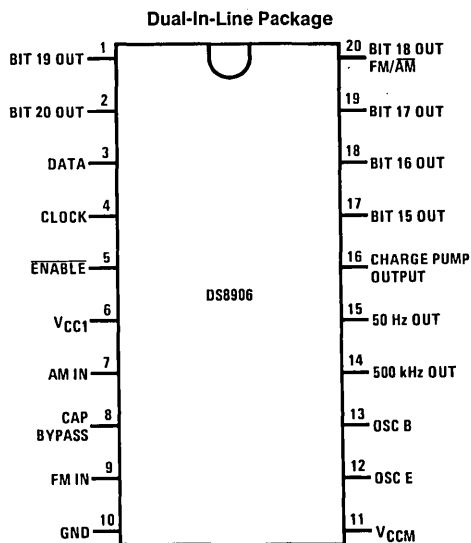 Dual-In-Line Package
1
BIT 19 OUT
2
BIT 20 OUT
3
DATA
4
CLOCK
5
ENABLE
6
VCC1
7
AM IN
8
CAP
BYPASS
9
FM IN
10
GND
DS8906
20 BIT 18 OUT
FM/AM
19
BIT 17 OUT
18
BIT 16 OUT
17
BIT 15 OUT
16 CHARGE PUMP
OUTPUT
15
50 Hz OUT
14
500 kHz OUT
13
OSC B
12
OSC E
11
VCCM